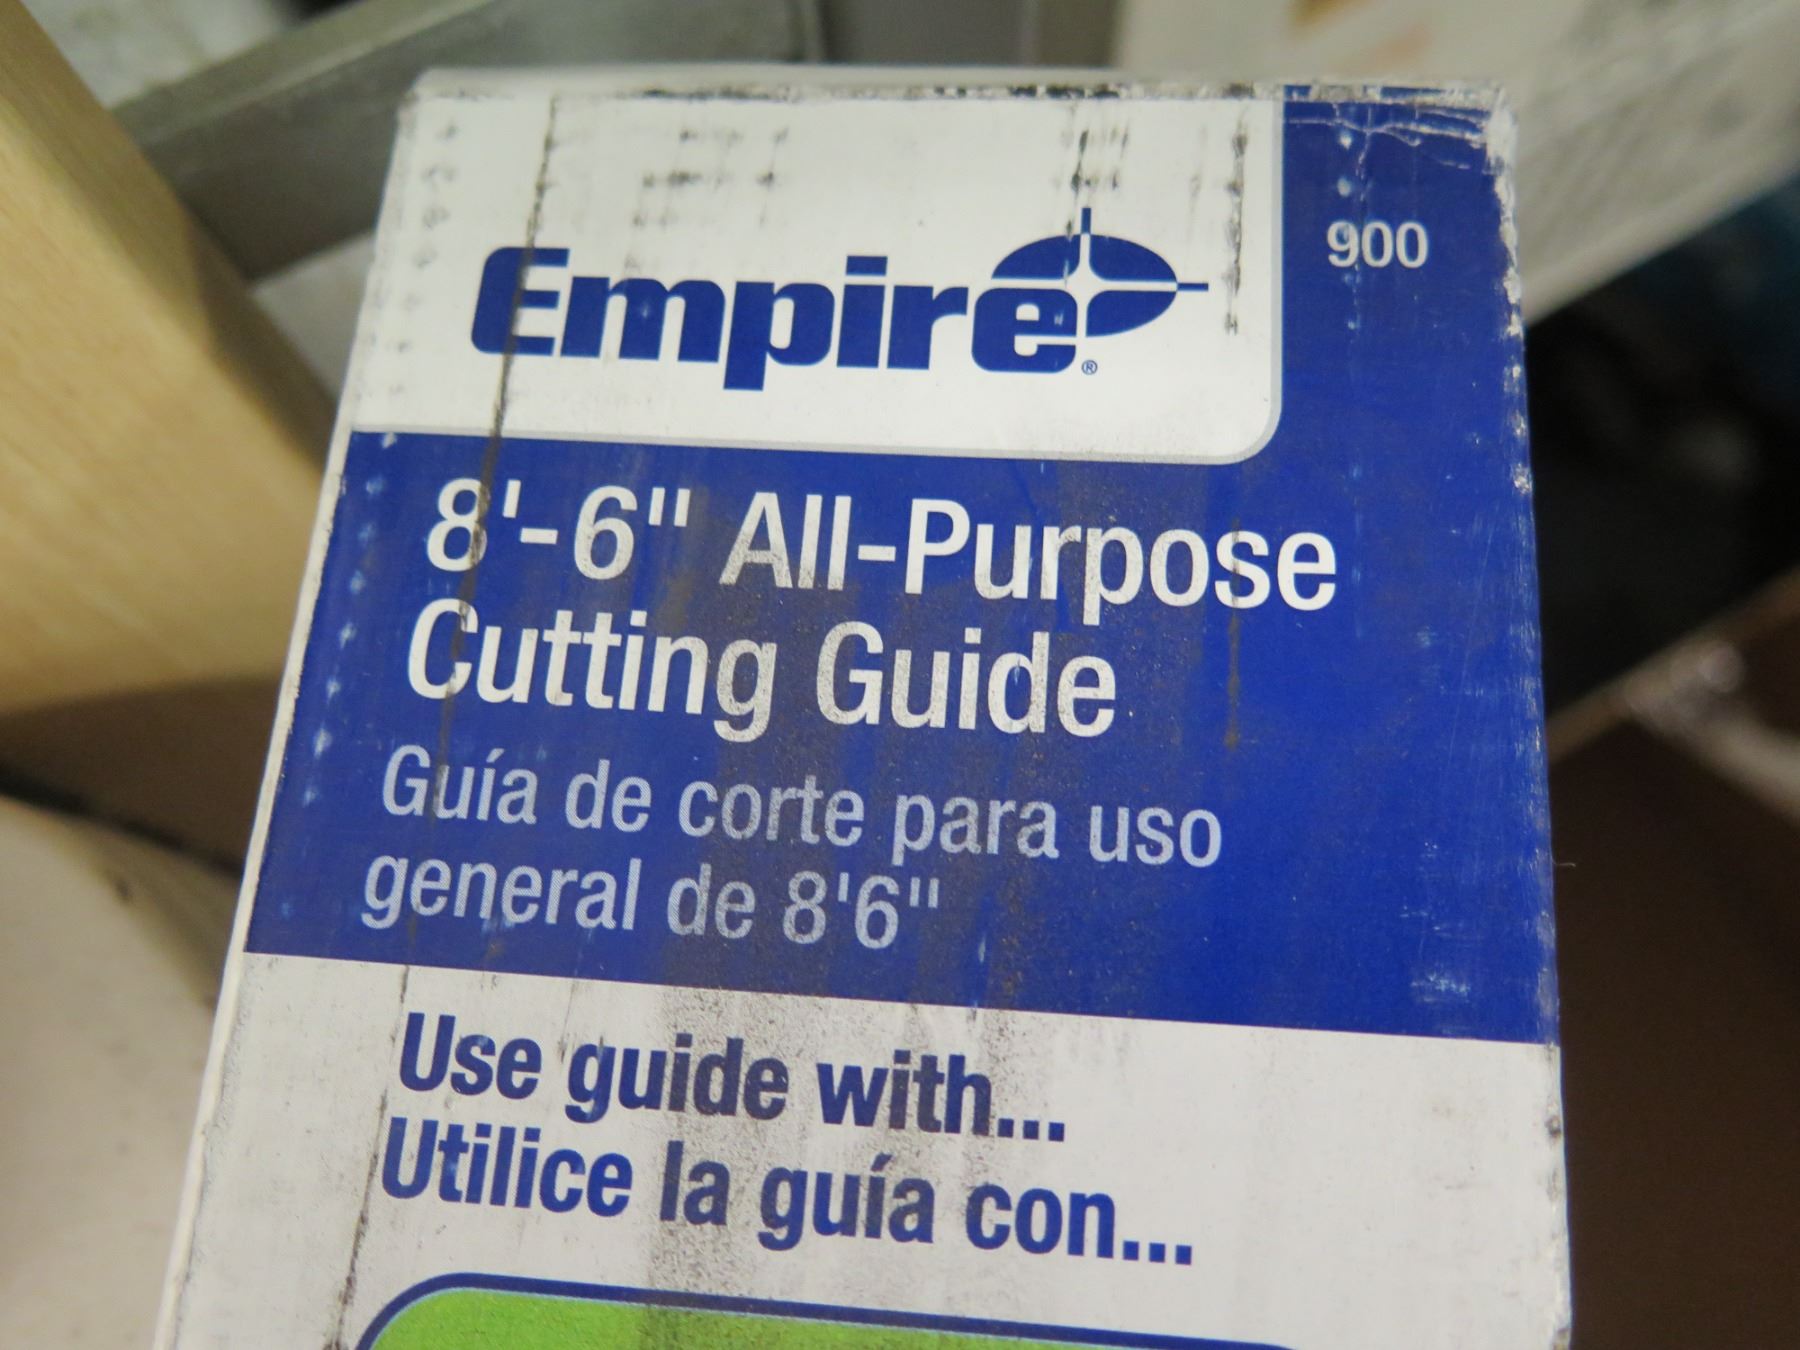 Empire®
900
8'-6" All-Purpose
Cutting Guide
Guía de corte para uso
general de 8'6"
Use guide with...
Utilice la guía con...